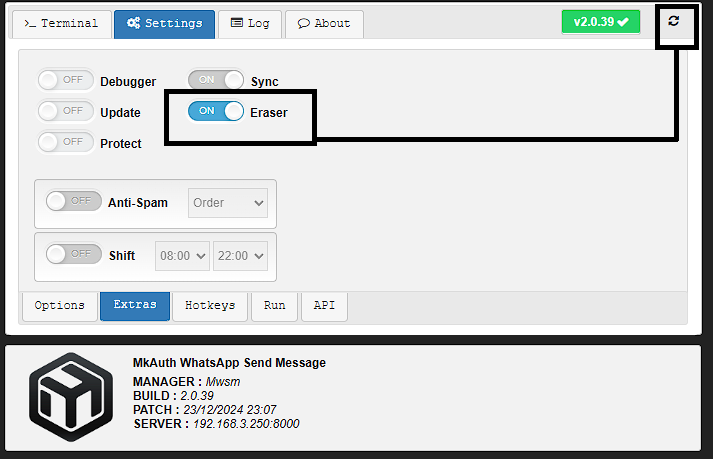 >_ Terminal Settings Log About v2.0.39
OFF Debugger ON Sync
OFF Update ON Eraser
OFF Protect
OFF Anti-Spam Order
OFF Shift 08:00 22:00
Options Extras Hotkeys Run API
MkAuth WhatsApp Send Message
MANAGER : Mwsm
BUILD : 2.0.39
PATCH : 23/12/2024 23:07
SERVER : 192.168.3.250:8000